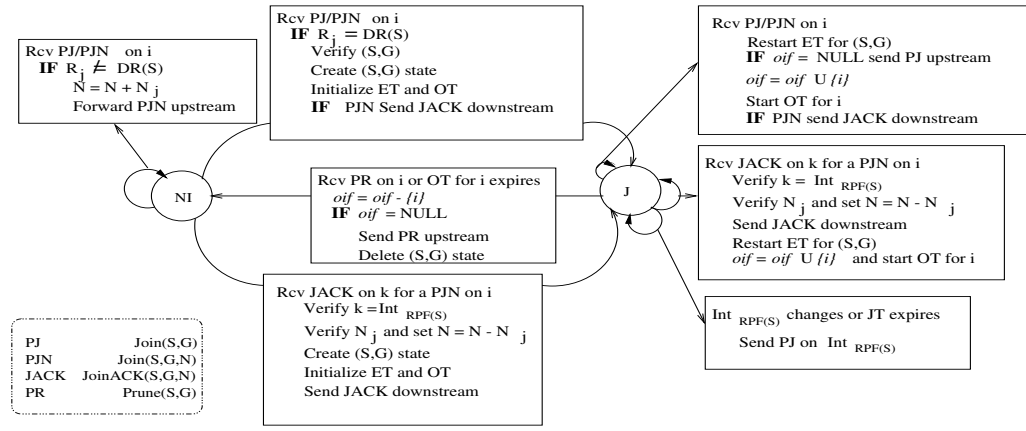 Rcv PJ/PJN on i
IF R j ≠ DR(S)
N = N + N j
Forward PJN upstream
Rcv PJ/PJN on i
IF R j = DR(S)
Verify (S,G)
Create (S,G) state
Initialize ET and OT
IF PJN Send JACK downstream
Rcv PJ/PJN on i
Restart ET for (S,G)
IF oif = NULL send PJ upstream
oif = oif U {i}
Start OT for i
IF PJN send JACK downstream
NI
Rcv PR on i or OT for i expires
oif = oif - {i}
IF oif = NULL
Send PR upstream
Delete (S,G) state
J
Rcv JACK on k for a PJN on i
Verify k = Int RPF(S)
Verify N j and set N = N - N j
Send JACK downstream
Restart ET for (S,G)
oif = oif U {i} and start OT for i
Rcv JACK on k for a PJN on i
Verify k =Int RPF(S)
Verify N j and set N = N - N j
Create (S,G) state
Initialize ET and OT
Send JACK downstream
Int RPF(S) changes or JT expires
Send PJ on Int RPF(S)
PJ Join(S,G)
PJN Join(S,G,N)
JACK JoinACK(S,G,N)
PR Prune(S,G)